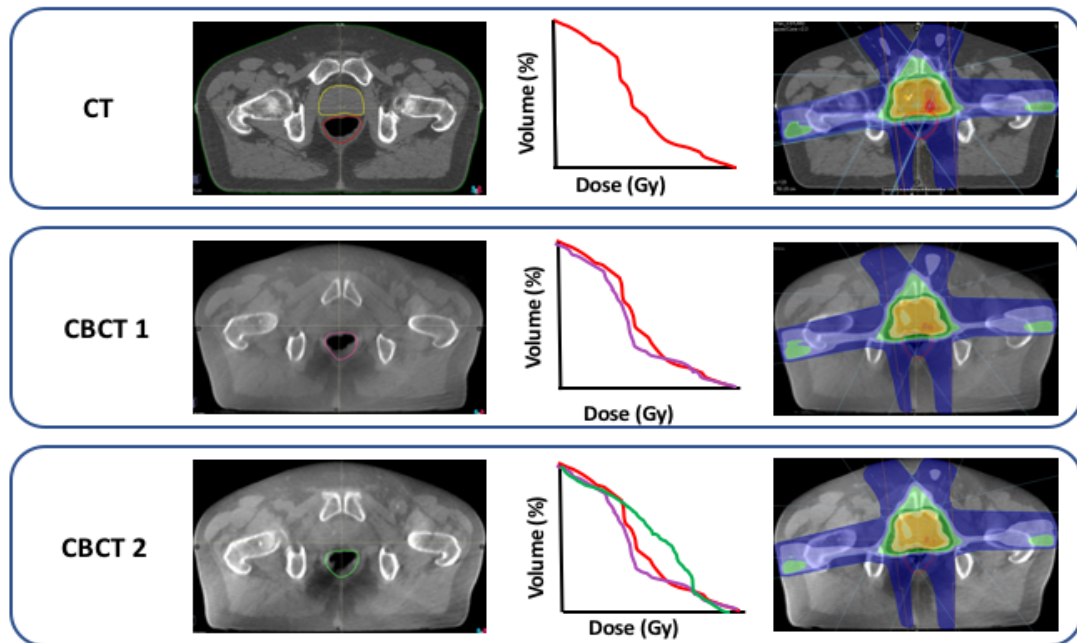 CT
Volume (%)
Dose (Gy)
CBCT 1
Volume (%)
Dose (Gy)
CBCT 2
Volume (%)
Dose (Gy)